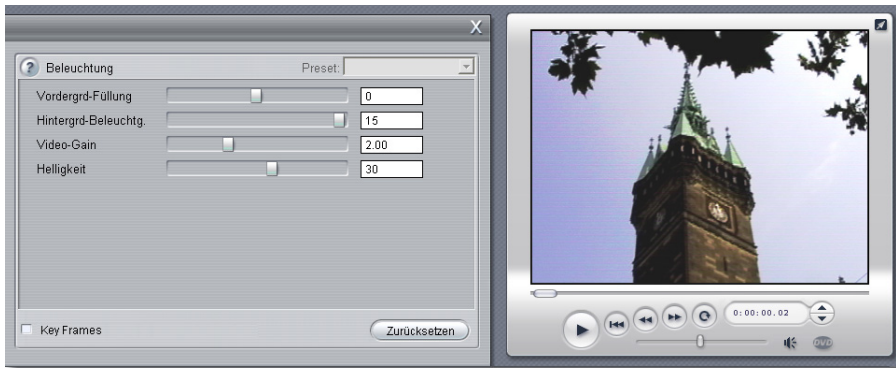 X
? Beleuchtung Preset:
Vordergrd-Füllung 0
Hintergrd-Beleuchtg. 15
Video-Gain 2.00
Helligkeit 30
Key Frames Zurücksetzen
0:00:00.02
DVD